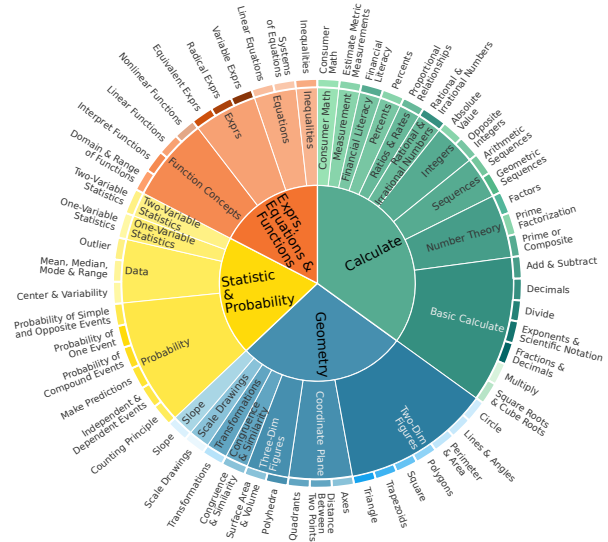 Exprs,
Equations &
Functions
Calculate
Geometry
Statistic
&
Probability
Consumer Math
Measurement
Financial Literacy
Percents
Ratios & Rates
Rational &
Irrational Numbers
Integers
Sequences
Number Theory
Basic Calculate
Two-Dim
Figures
Coordinate Plane
Three-Dim
Figures
Congruence
& Similarity
Transformations
Scale Drawings
Slope
Probability
Data
One-Variable
Statistics
Two-Variable
Statistics
Function Concepts
Exprs
Equations
Inequalities
Consumer
Math
Estimate Metric
Measurements
Financial
Literacy
Percents
Proportional
Relationships
Rational &
Irrational Numbers
Absolute
Value
Opposite
Integers
Arithmetic
Sequences
Geometric
Sequences
Factors
Prime
Factorization
Prime or
Composite
Add & Subtract
Decimals
Divide
Exponents &
Scientific Notation
Fractions &
Decimals
Multiply
Square Roots
& Cube Roots
Circle
Lines & Angles
Perimeter
& Area
Polygons
Square
Trapezoids
Triangle
Axes
Distance
Between
Two Points
Quadrants
Polyhedra
Surface Area
& Volume
Congruence
& Similarity
Transformations
Scale Drawings
Slope
Counting Principle
Independent &
Dependent Events
Make Predictions
Probability of
Compound Events
Probability of
One Event
Probability of Simple
and Opposite Events
Center & Variability
Mean, Median,
Mode & Range
Outlier
One-Variable
Statistics
Two-Variable
Statistics
Domain & Range
of Functions
Interpret Functions
Linear Functions
Nonlinear Functions
Equivalent Exprs
Radical Exprs
Variable Exprs
Linear Equations
Systems
of Equations
Inequalities